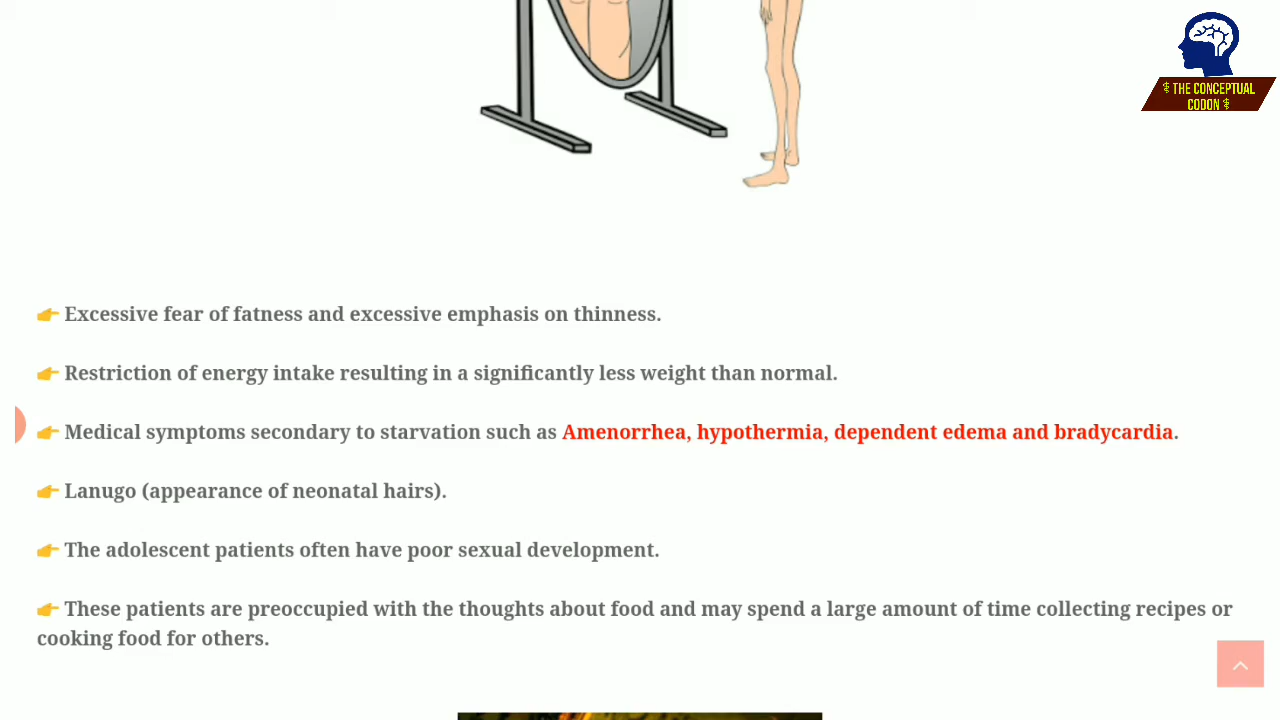 THE CONCEPTUAL
CODON
👉 Excessive fear of fatness and excessive emphasis on thinness.
👉 Restriction of energy intake resulting in a significantly less weight than normal.
👉 Medical symptoms secondary to starvation such as Amenorrhea, hypothermia, dependent edema and bradycardia.
👉 Lanugo (appearance of neonatal hairs).
👉 The adolescent patients often have poor sexual development.
👉 These patients are preoccupied with the thoughts about food and may spend a large amount of time collecting recipes or
cooking food for others.